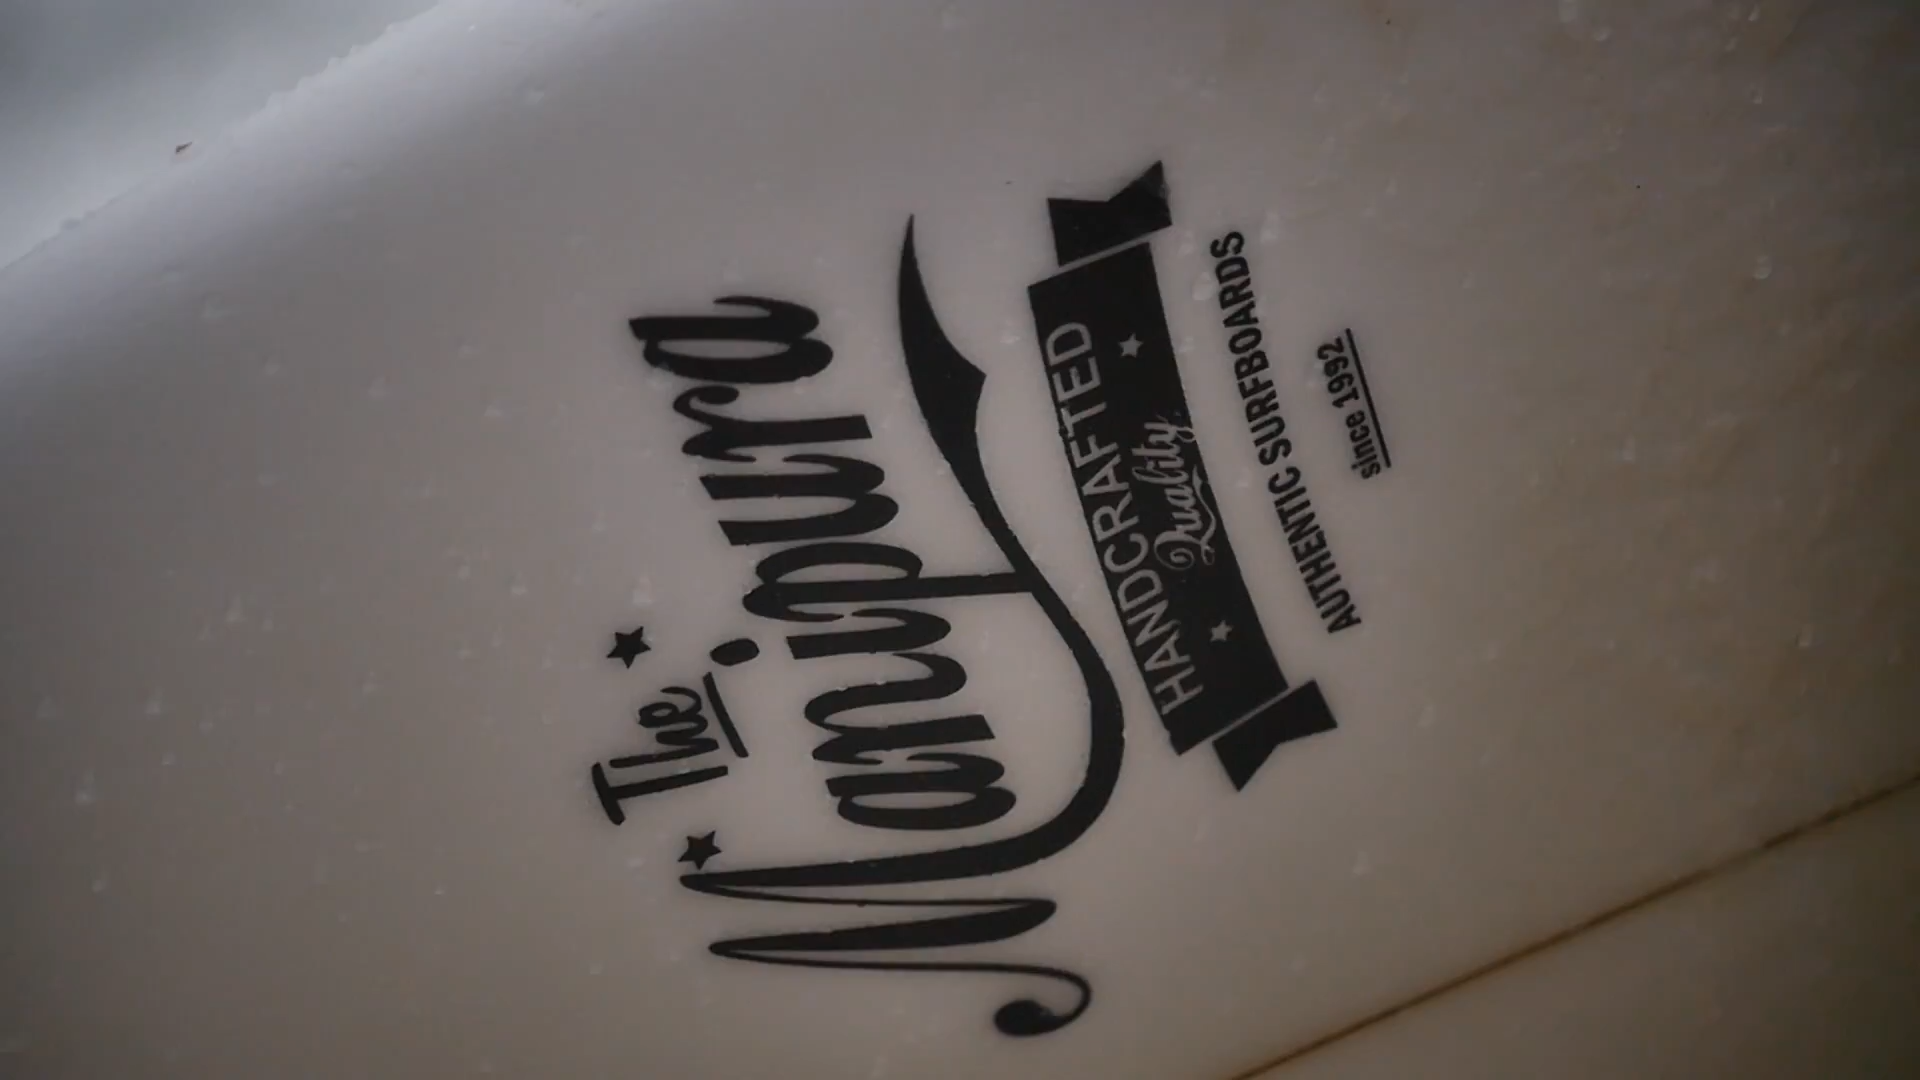 The
Manipura
HANDCRAFTED
Quality
AUTHENTIC SURFBOARDS
since 1992